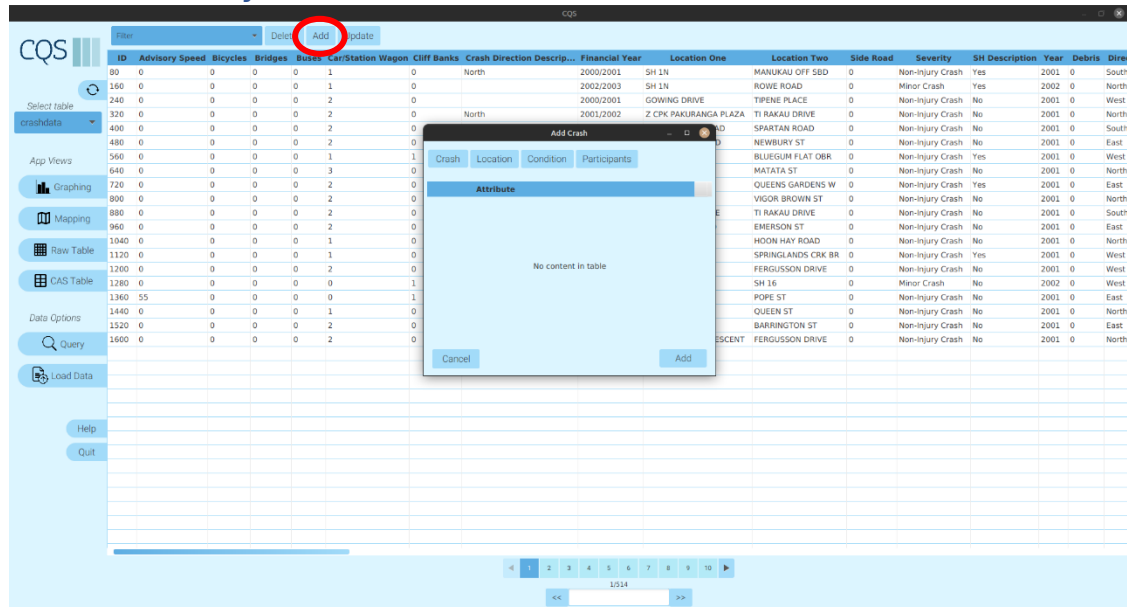 CQS
CQS
Filter Delet Add Update
ID Advisory Speed Bicycles Bridges Buses Car/Station Wagon Cliff Banks Crash Direction Descrip... Financial Year Location One Location Two Side Road Severity SH Description Year Debris Dire
80 0 0 0 0 1 0 North 2000/2001 SH 1N MANUKAU OFF SBD 0 Non-Injury Crash Yes 2001 0 South
160 0 0 0 0 1 0 2002/2003 SH 1N ROWE ROAD 0 Minor Crash Yes 2002 0 North
240 0 0 0 0 2 0 2000/2001 GOWING DRIVE TIPENE PLACE 0 Non-Injury Crash No 2001 0 West
320 0 0 0 0 2 0 North 2001/2002 Z CPK PAKURANGA PLAZA TI RAKAU DRIVE 0 Non-Injury Crash No 2001 0 North
400 0 0 0 0 2 0 AD SPARTAN ROAD 0 Non-Injury Crash No 2001 0 South
480 0 0 0 0 2 0 D NEWBURY ST 0 Non-Injury Crash No 2001 0 East
560 0 0 0 0 1 1 BLUEGUM FLAT OBR 0 Non-Injury Crash Yes 2001 0 West
640 0 0 0 0 3 0 MATATA ST 0 Non-Injury Crash No 2001 0 North
720 0 0 0 0 2 0 QUEENS GARDENS W 0 Non-Injury Crash Yes 2001 0 East
800 0 0 0 0 2 0 VIGOR BROWN ST 0 Non-Injury Crash No 2001 0 North
880 0 0 0 0 2 0 E TI RAKAU DRIVE 0 Non-Injury Crash No 2001 0 South
960 0 0 0 0 2 0 EMERSON ST 0 Non-Injury Crash No 2001 0 East
1040 0 0 0 0 1 0 HOON HAY ROAD 0 Non-Injury Crash No 2001 0 North
1120 0 0 0 0 1 0 SPRINGLANDS CRK BR 0 Non-Injury Crash Yes 2001 0 West
1200 0 0 0 0 2 0 FERGUSSON DRIVE 0 Non-Injury Crash No 2001 0 West
1280 0 0 0 0 0 1 SH 16 0 Minor Crash No 2002 0 West
1360 55 0 0 0 0 1 POPE ST 0 Non-Injury Crash No 2001 0 East
1440 0 0 0 0 1 0 QUEEN ST 0 Non-Injury Crash No 2001 0 North
1520 0 0 0 0 2 0 BARRINGTON ST 0 Non-Injury Crash No 2001 0 East
1600 0 0 0 0 2 0 ESCENT FERGUSSON DRIVE 0 Non-Injury Crash No 2001 0 North
Select table
crashdata
App Views
Graphing
Mapping
Raw Table
CAS Table
Data Options
Query
Load Data
Help
Quit
Add Crash
Crash Location Condition Participants
Attribute
No content in table
Cancel Add
1 2 3 4 5 6 7 8 9 10
1/514
<< >>